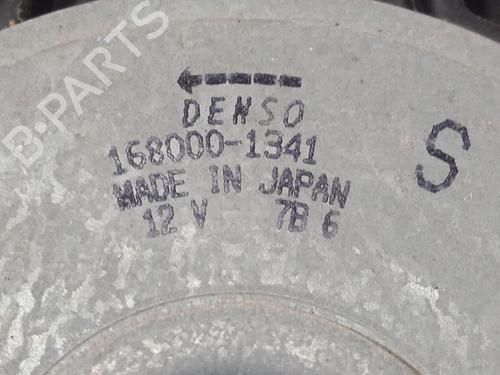 DENSO
168000-1341
MADE IN JAPAN
12 V 7B 6
S
B-PARTS